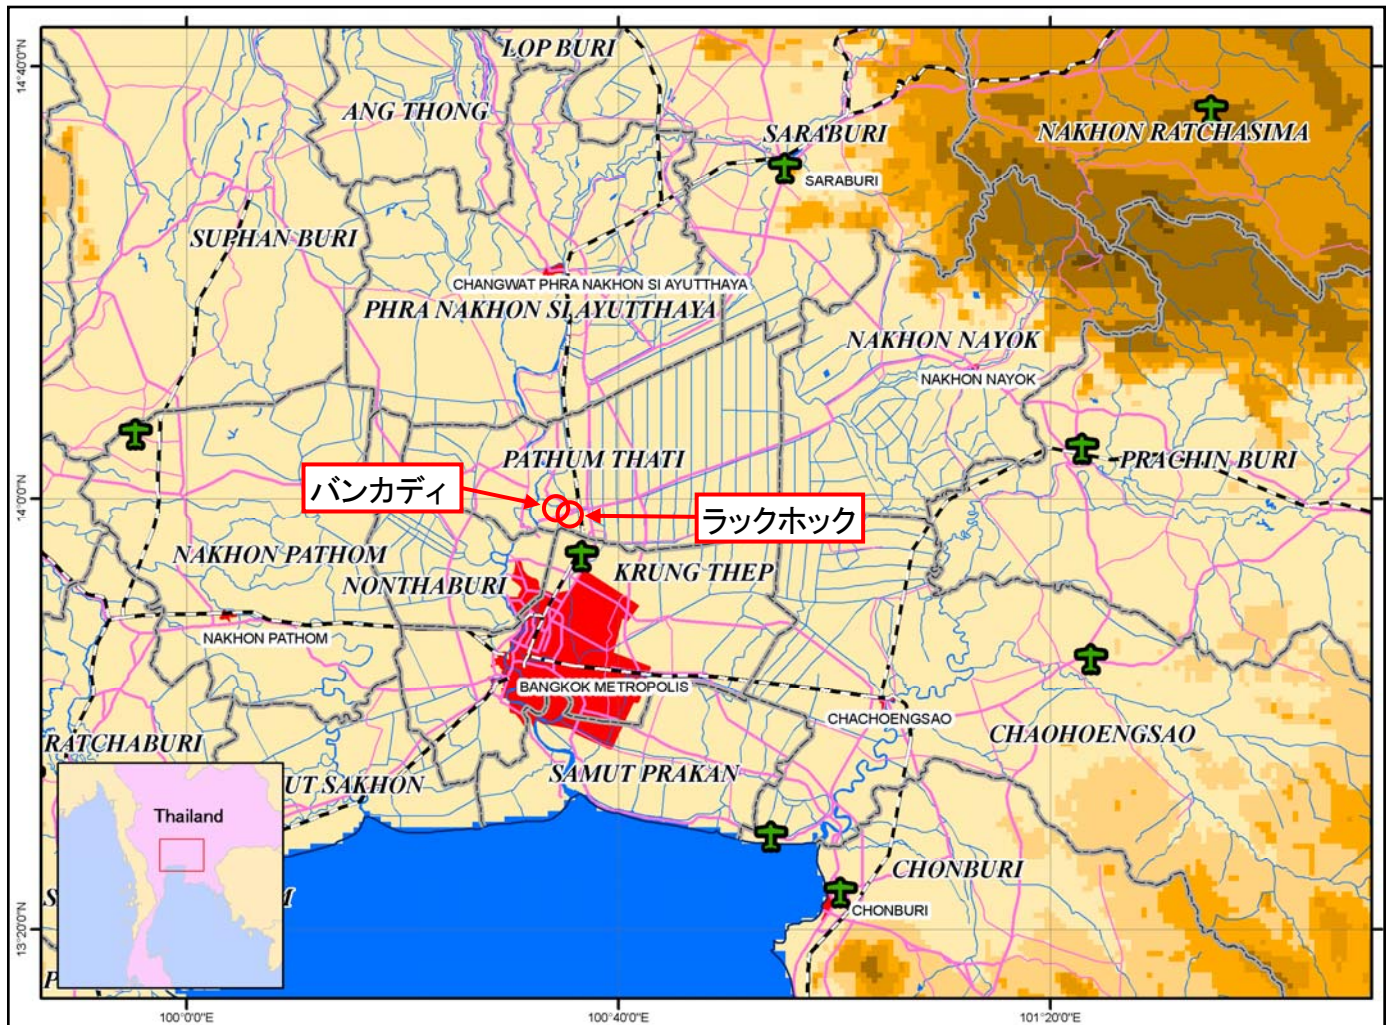 LOP BURI
14°40'0"N
ANG THONG
SARABURI
NAKHON RATCHASIMA
SARABURI
SUPHAN BURI
CHANGWAT PHRA NAKHON SI AYUTTHAYA
PHRA NAKHON SI AYUTTHAYA
NAKHON NAYOK
NAKHON NAYOK
PATHUM THATI
PRACHIN BURI
バンカディ
14°0'0"N
ラックホック
NAKHON PATHOM
NONTHABURI
KRUNG THEP
NAKHON PATHOM
BANGKOK METROPOLIS
CHACHOENGSAO
RATCHABURI
CHAOHOENGSAO
UT SAKHON
SAMUT PRAKAN
Thailand
CHONBURI
S
M
CHONBURI
13°20'0"N
P
100°0'0"E
100°40'0"E
101°20'0"E